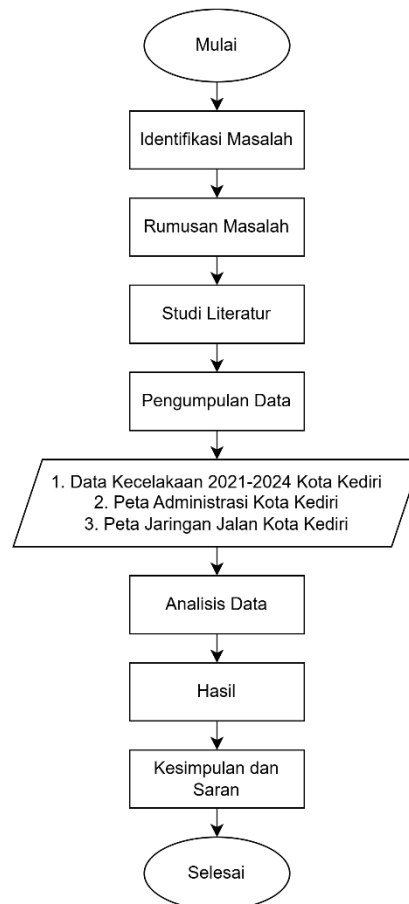 Mulai
Identifikasi Masalah
Rumusan Masalah
Studi Literatur
Pengumpulan Data
1. Data Kecelakaan 2021-2024 Kota Kediri
2. Peta Administrasi Kota Kediri
3. Peta Jaringan Jalan Kota Kediri
Analisis Data
Hasil
Kesimpulan dan
Saran
Selesai